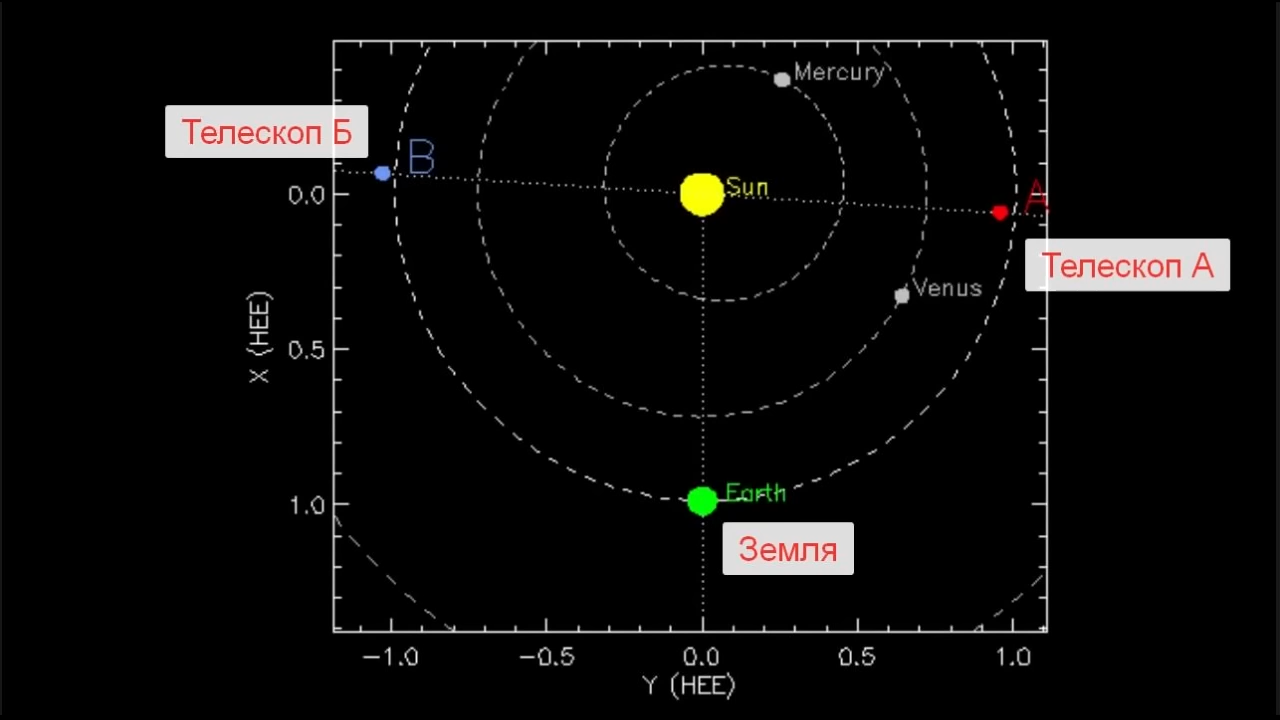 Mercury
Телескоп Б
B
0.0
Sun
A
Телескоп А
Venus
X (HEE)
0.5
1.0
Earth
Земля
−1.0 −0.5 0.0 0.5 1.0
Y (HEE)